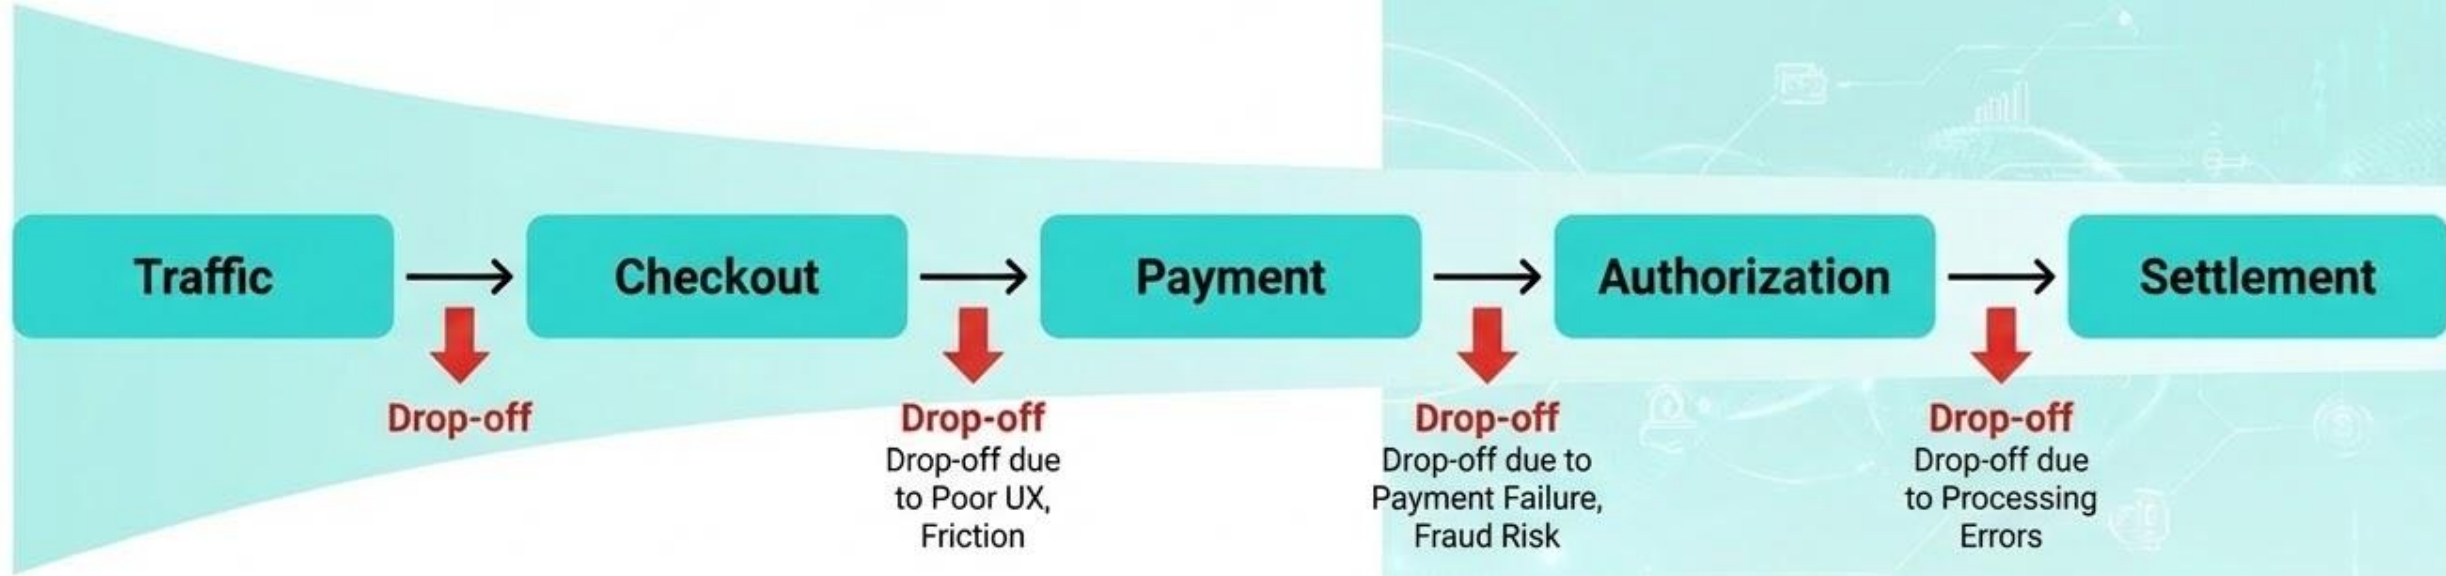 Traffic
Checkout
Payment
Authorization
Settlement
Drop-off
Drop-off
Drop-off due
to Poor UX,
Friction
Drop-off
Drop-off due to
Payment Failure,
Fraud Risk
Drop-off
Drop-off due
to Processing
Errors